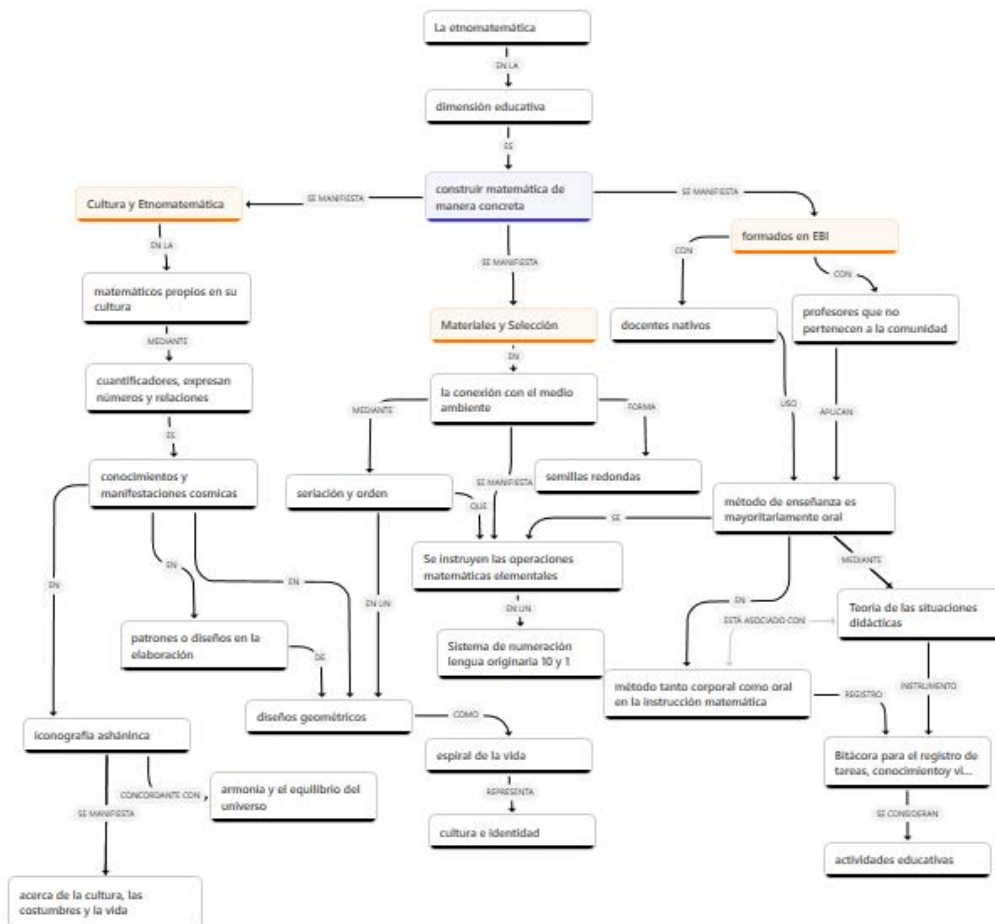 La etnomatemática
EN LA
dimensión educativa
ES
construir matemática de
manera concreta
SE MANIFIESTA
SE MANIFIESTA
SE MANIFIESTA
Cultura y Etnomatemática
formados en EBI
EN LA
CON
CON
matemáticos propios en su
cultura
Materiales y Selección
docentes nativos
profesores que no
pertenecen a la comunidad
MEDIANTE
EN
cuantificadores, expresan
números y relaciones
la conexión con el medio
ambiente
MEDIANTE
FORMA
USO
APLICAN
ES
conocimientos y
manifestaciones cosmicas
seriación y orden
SE MANIFIESTA
semillas redondas
método de enseñanza es
mayoritariamente oral
QUE
SE
Se instruyen las operaciones
matemáticas elementales
MEDIANTE
EN
EN
EN
EN UN
EN UN
EN
Teoria de las situaciones
didácticas
ESTÁ ASOCIADO CON
patrones o diseños en la
elaboración
Sistema de numeración
lengua originaria 10 y 1
DE
método tanto corporal como oral
en la instrucción matemática
INSTRUMENTO
REGISTRO
diseños geométricos
COMO
iconografía asháninca
espiral de la vida
Bitácora para el registro de
tareas, conocimientoy vi...
CONCORDANTE CON
armonia y el equilibrio del
universo
REPRESENTA
SE MANIFIESTA
SE CONSIDERAN
cultura e identidad
actividades educativas
acerca de la cultura, las
costumbres y la vida